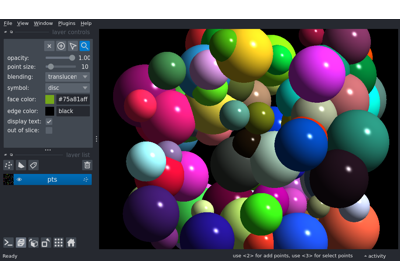 File View Window Plugins Help
layer controls
opacity: 1.00
point size: 10
blending: translucen
symbol: disc
face color: #75a81aff
edge color: black
display text:
out of slice:
layer list
pts
Ready use <2> for add points, use <3> for select points activity